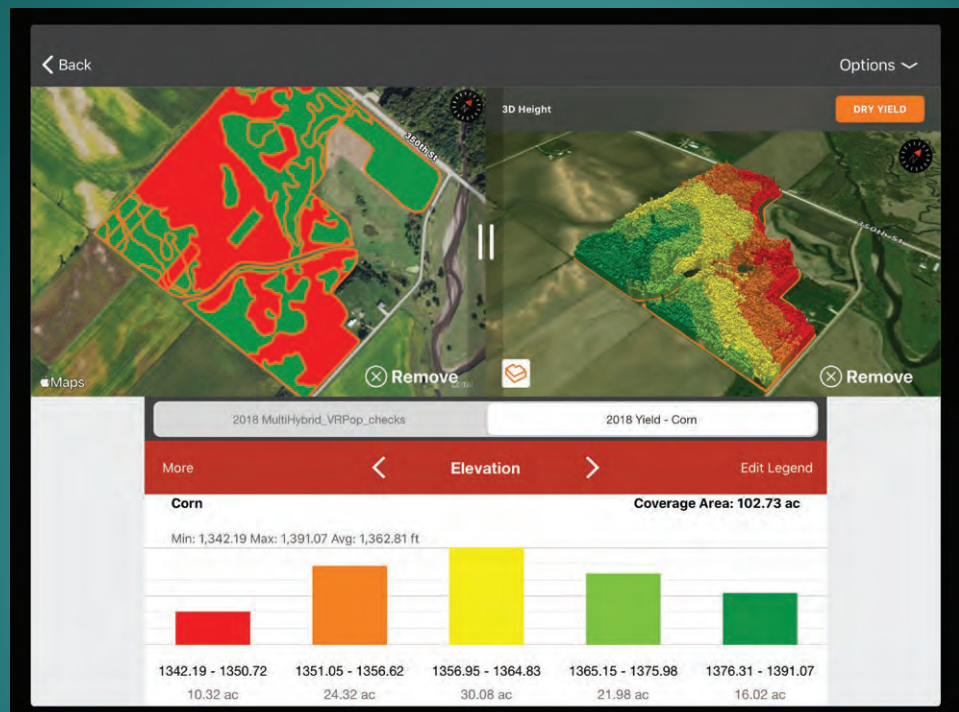 Back
Options
3D Height
DRY YIELD
350th St
350th St
Maps
Remove
Remove
2018 MultiHybrid_VRPop_checks
2018 Yield - Corn
More
Elevation
Edit Legend
Corn
Coverage Area: 102.73 ac
Min: 1,342.19 Max: 1,391.07 Avg: 1,362.81 ft
1342.19 - 1350.72
1351.05 - 1356.62
1356.95 - 1364.83
1365.15 - 1375.98
1376.31 - 1391.07
10.32 ac
24.32 ac
30.08 ac
21.98 ac
16.02 ac